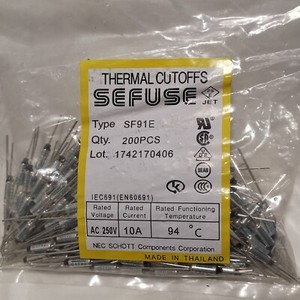 THERMAL CUTOFFS
SEFUSE
JET
Type SF91E
Qty. 200PCS
Lot. 1742170406
IEC691(EN60691)
Rated Voltage Rated Current Rated Functioning Temperature
AC 250V 10A 94 °C
NEC SCHOTT Components Corporation
MADE IN THAILAND